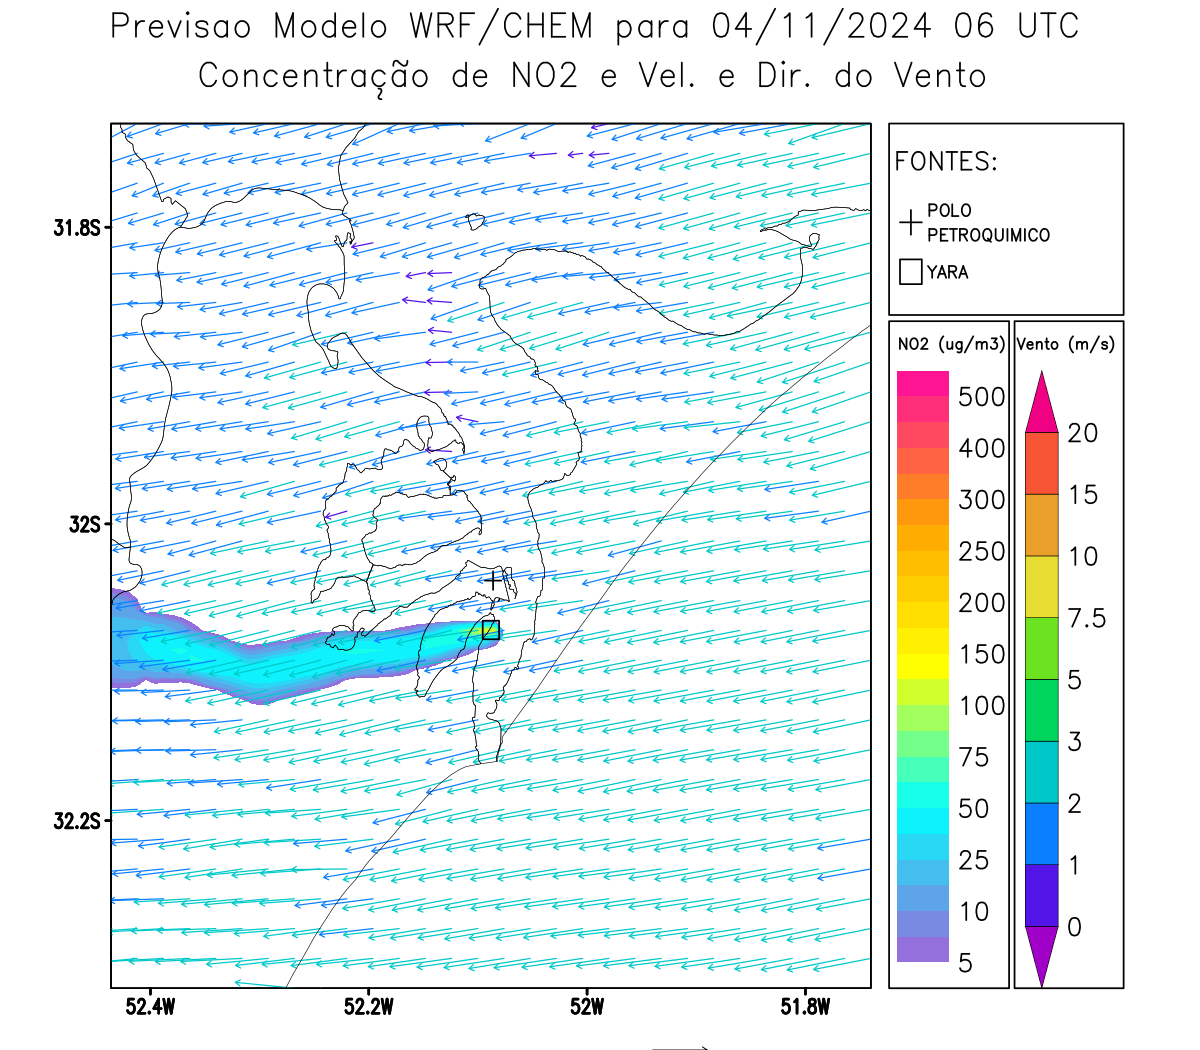 Previsao Modelo WRF/CHEM para 04/11/2024 06 UTC
Concentração de NO2 e Vel. e Dir. do Vento
FONTES:
POLO
PETROQUIMICO
YARA
NO2 (ug/m3)
500
400
300
250
200
150
100
75
50
25
10
5
Vento (m/s)
20
15
10
7.5
5
3
2
1
0
31.8S
32S
32.2S
52.4W
52.2W
52W
51.8W